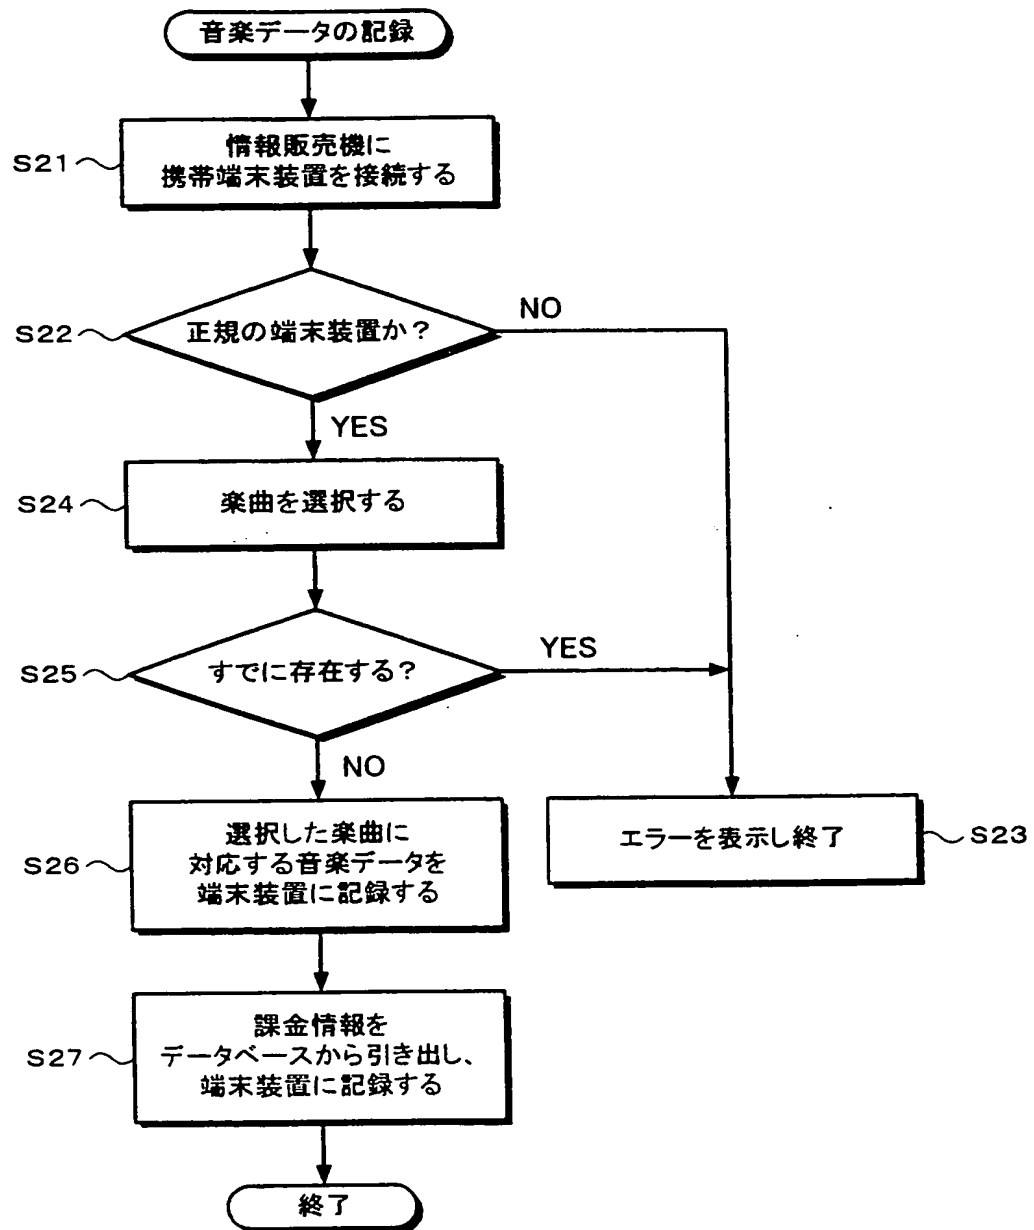 音楽データの記録
S21
情報販売機に
携帯端末装置を接続する
S22
正規の端末装置か?
NO
YES
S24
楽曲を選択する
S25
すでに存在する?
YES
NO
S26
選択した楽曲に
対応する音楽データを
端末装置に記録する
エラーを表示し終了
S23
S27
課金情報を
データベースから引き出し、
端末装置に記録する
終了